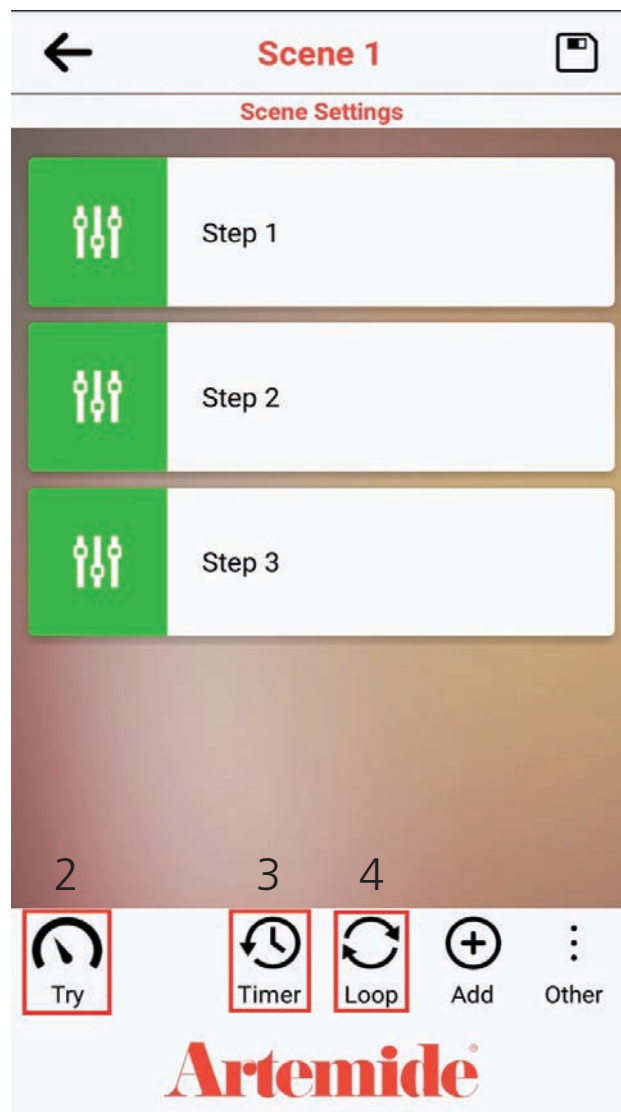 Scene 1
Scene Settings
Step 1
Step 2
Step 3
2 3 4
Try Timer Loop Add Other
Artemide®